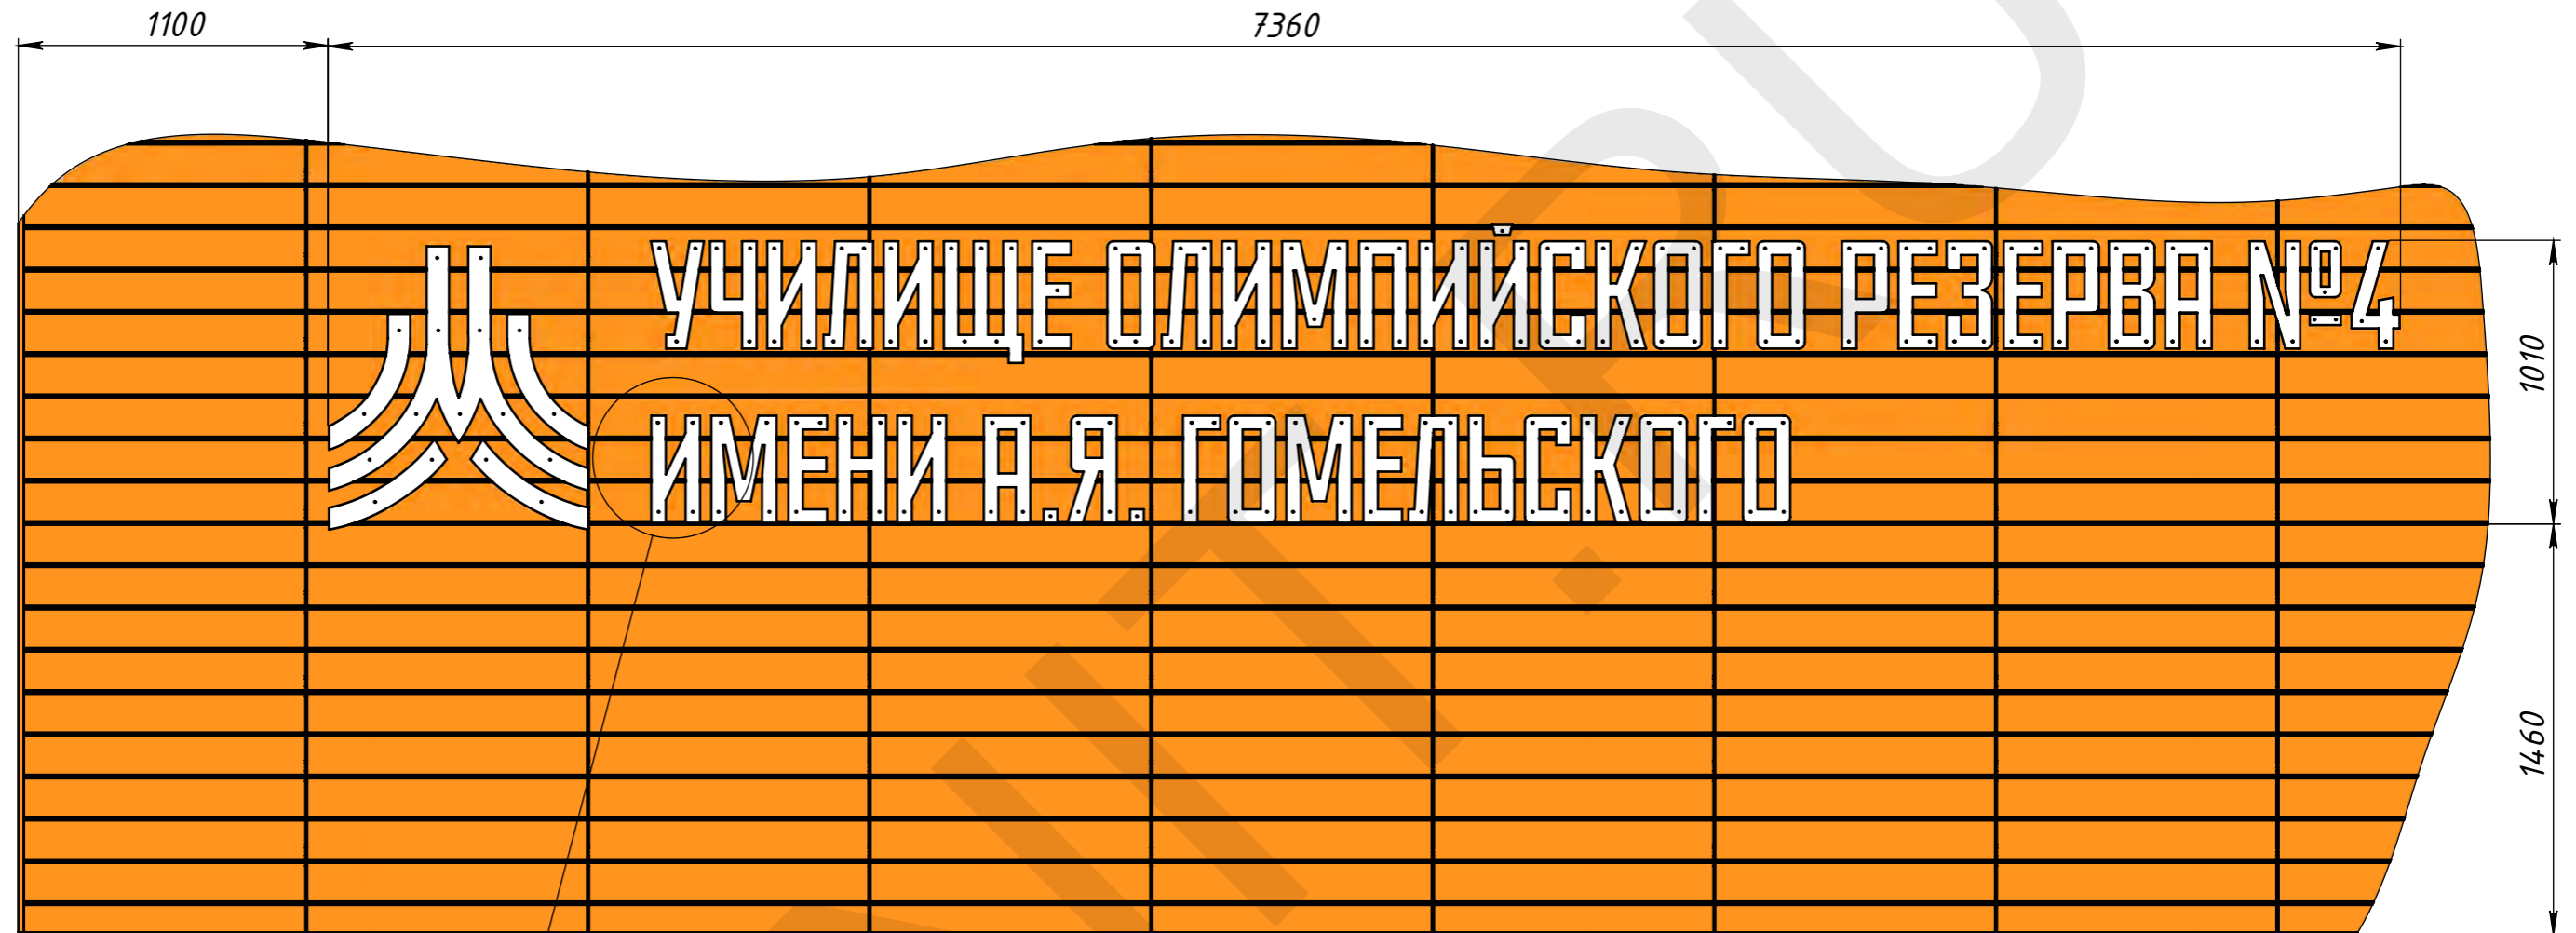 1100 7360
УЧИЛИЩЕ ОЛИМПИЙСКОГО РЕЗЕРВА №4
ИМЕНИ А.Я. ГОМЕЛЬСКОГО
1010
1460